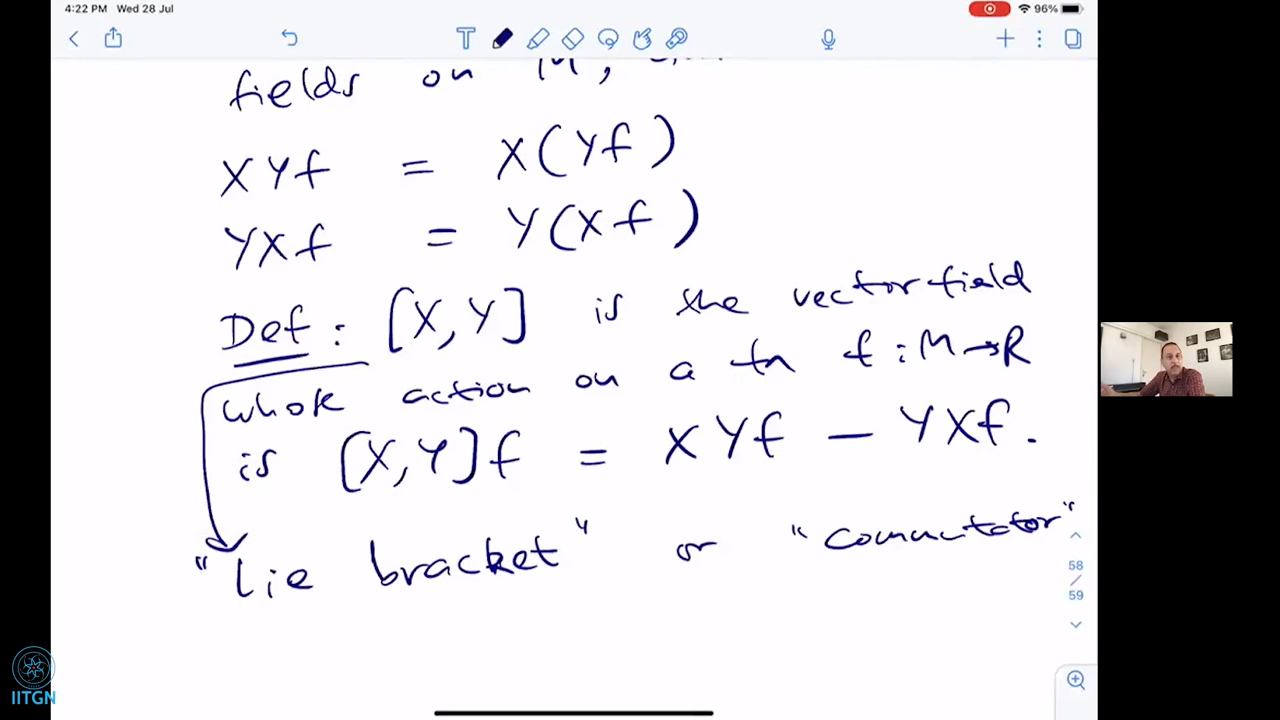 4:22 PM Wed 28 Jul
96%
fields on M,
XYf = X(Yf)
YXf = Y(Xf)
Def: [X,Y] is the vectorfield
whose action on a fn f:M→R
is [X,Y]f = XYf – YXf.
"Lie bracket" or "commutator"
58
/
59
IITGN